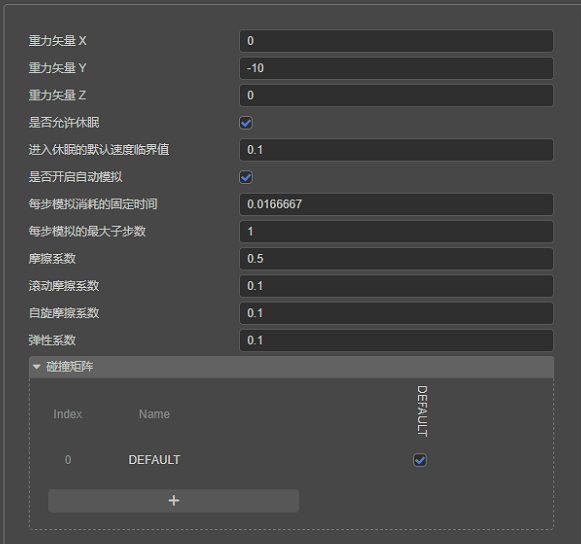 重力矢量 X 0
重力矢量 Y -10
重力矢量 Z 0
是否允许休眠
进入休眠的默认速度临界值 0.1
是否开启自动模拟
每步模拟消耗的固定时间 0.0166667
每步模拟的最大子步数 1
摩擦系数 0.5
滚动摩擦系数 0.1
自旋摩擦系数 0.1
弹性系数 0.1
碰撞矩阵
Index Name DEFAULT
0 DEFAULT
+